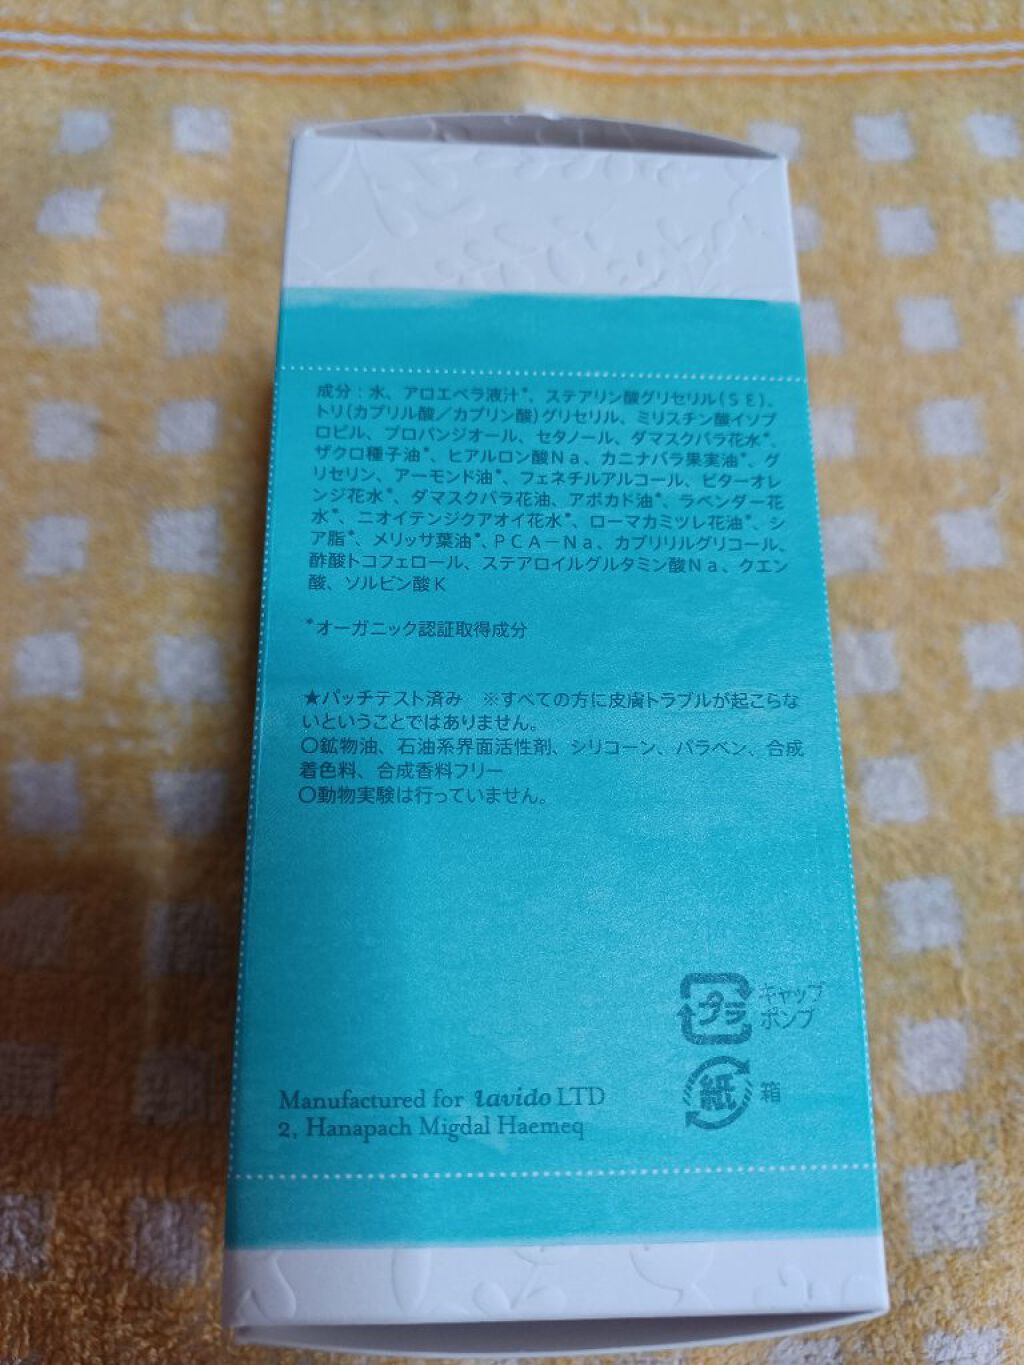 成分：水、アロエベラ液汁*、ステアリン酸グリセリル(ＳＥ)、
トリ(カプリル酸／カプリン酸)グリセリル、ミリスチン酸イソプ
ロピル、プロパンジオール、セタノール、ダマスクバラ花水*、
ザクロ種子油*、ヒアルロン酸Ｎａ、カニナバラ果実油*、グ
リセリン、アーモンド油*、フェネチルアルコール、ビターオレ
ンジ花水*、ダマスクバラ花油、アボカド油*、ラベンダー花
水*、ニオイテンジクアオイ花水*、ローマカミツレ花油*、シ
ア脂*、メリッサ葉油*、ＰＣＡ－Ｎａ、カプリリルグリコール、
酢酸トコフェロール、ステアロイルグルタミン酸Ｎａ、クエン
酸、ソルビン酸Ｋ
*オーガニック認証取得成分
★パッチテスト済み　※すべての方に皮膚トラブルが起こらな
いということではありません。
〇鉱物油、石油系界面活性剤、シリコーン、パラベン、合成
着色料、合成香料フリー
〇動物実験は行っていません。
プラ キャップ
ポンプ
紙 箱
Manufactured for lavido LTD
2, Hanapach Migdal Haemeq